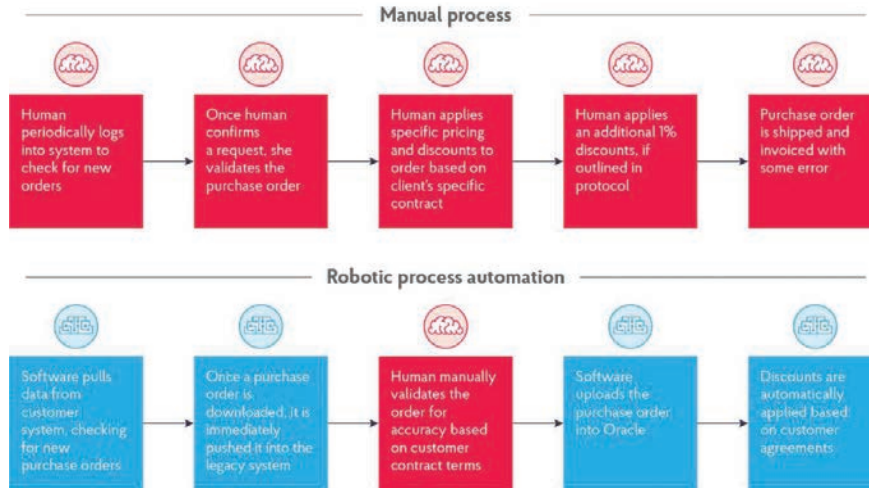 Manual process
Human
periodically logs
into system to
check for new
orders
Once human
confirms
a request, she
validates the
purchase order
Human applies
specific pricing
and discounts to
order based on
client's specific
contract
Human applies
an additional 1%
discounts, if
outlined in
protocol
Purchase order
is shipped and
invoiced with
some error
Robotic process automation
Software pulls
data from
customer
system, checking
for new
purchase orders
Once a purchase
order is
downloaded, it is
immediately
pushed it into the
legacy system
Human manually
validates the
order for
accuracy based
on customer
contract terms
Software
uploads the
purchase order
into Oracle
Discounts are
automatically
applied based
on customer
agreements